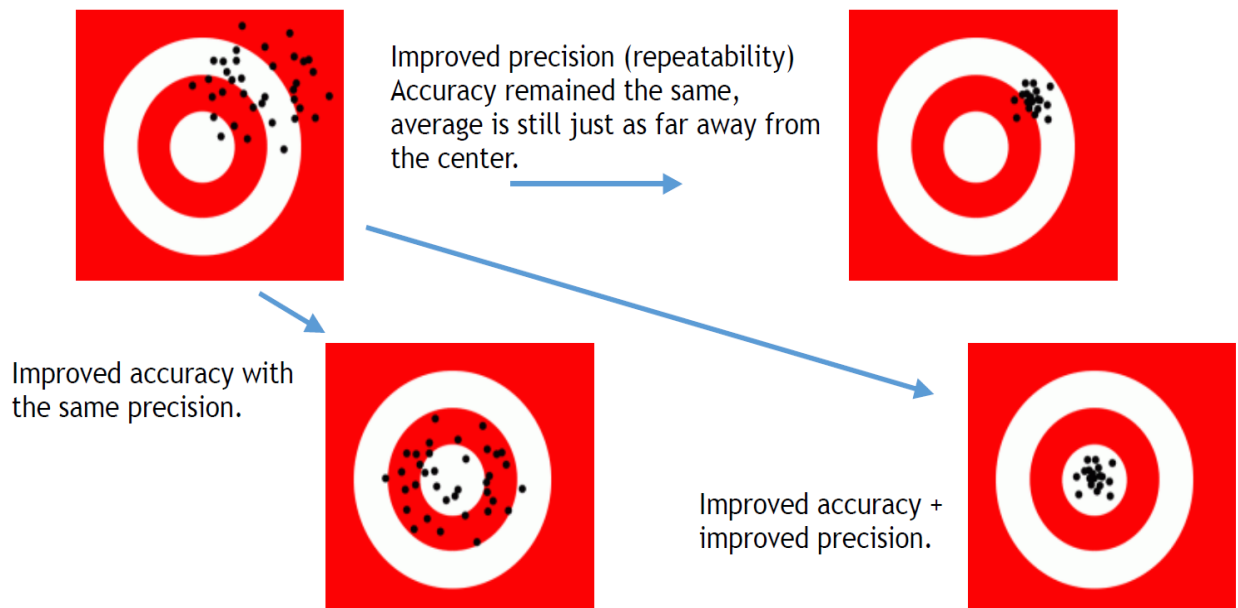 Improved precision (repeatability)
Accuracy remained the same,
average is still just as far away from
the center.
Improved accuracy with
the same precision.
Improved accuracy +
improved precision.